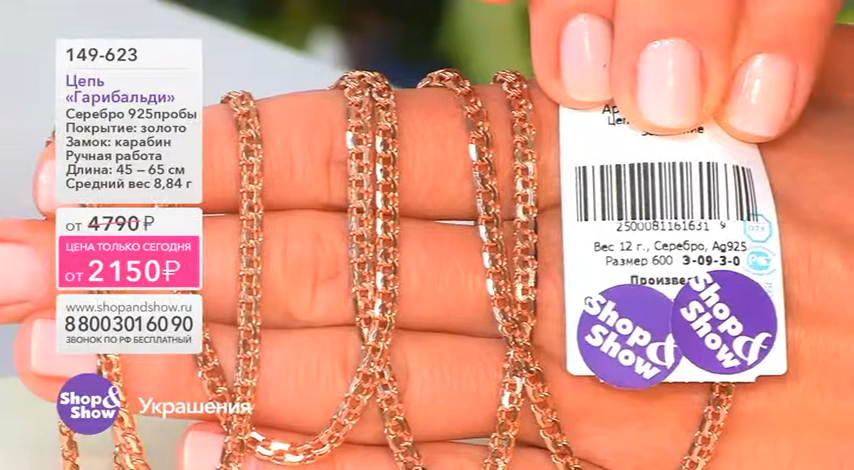 149-623
Цепь
«Гарибальди»
Серебро 925пробы
Покрытие: золото
Замок: карабин
Ручная работа
Длина: 45 – 65 см
Средний вес 8,84 г
от 4790 ₽
ЦЕНА ТОЛЬКО СЕГОДНЯ
от 2150₽
www.shopandshow.ru
88003016090
ЗВОНОК ПО РФ БЕСПЛАТНЫЙ
Shop & Show
Украшения
2500081161631 9
Вес 12 г., Серебро, Ag925
Размер 600 Э-09-3-0
Shop & Show
Shop & Show